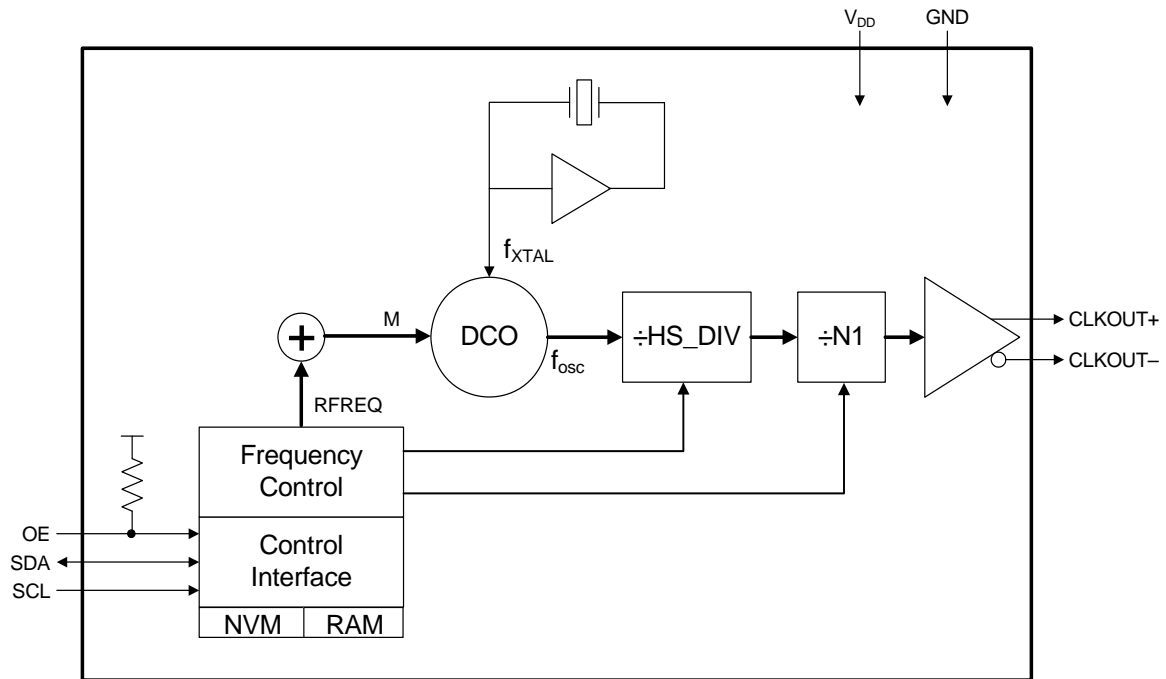 VDD GND
fXTAL
M
DCO
fosc
÷HS_DIV
÷N1
CLKOUT+
CLKOUT–
+
RFREQ
Frequency
Control
OE
SDA
SCL
Control
Interface
NVM RAM